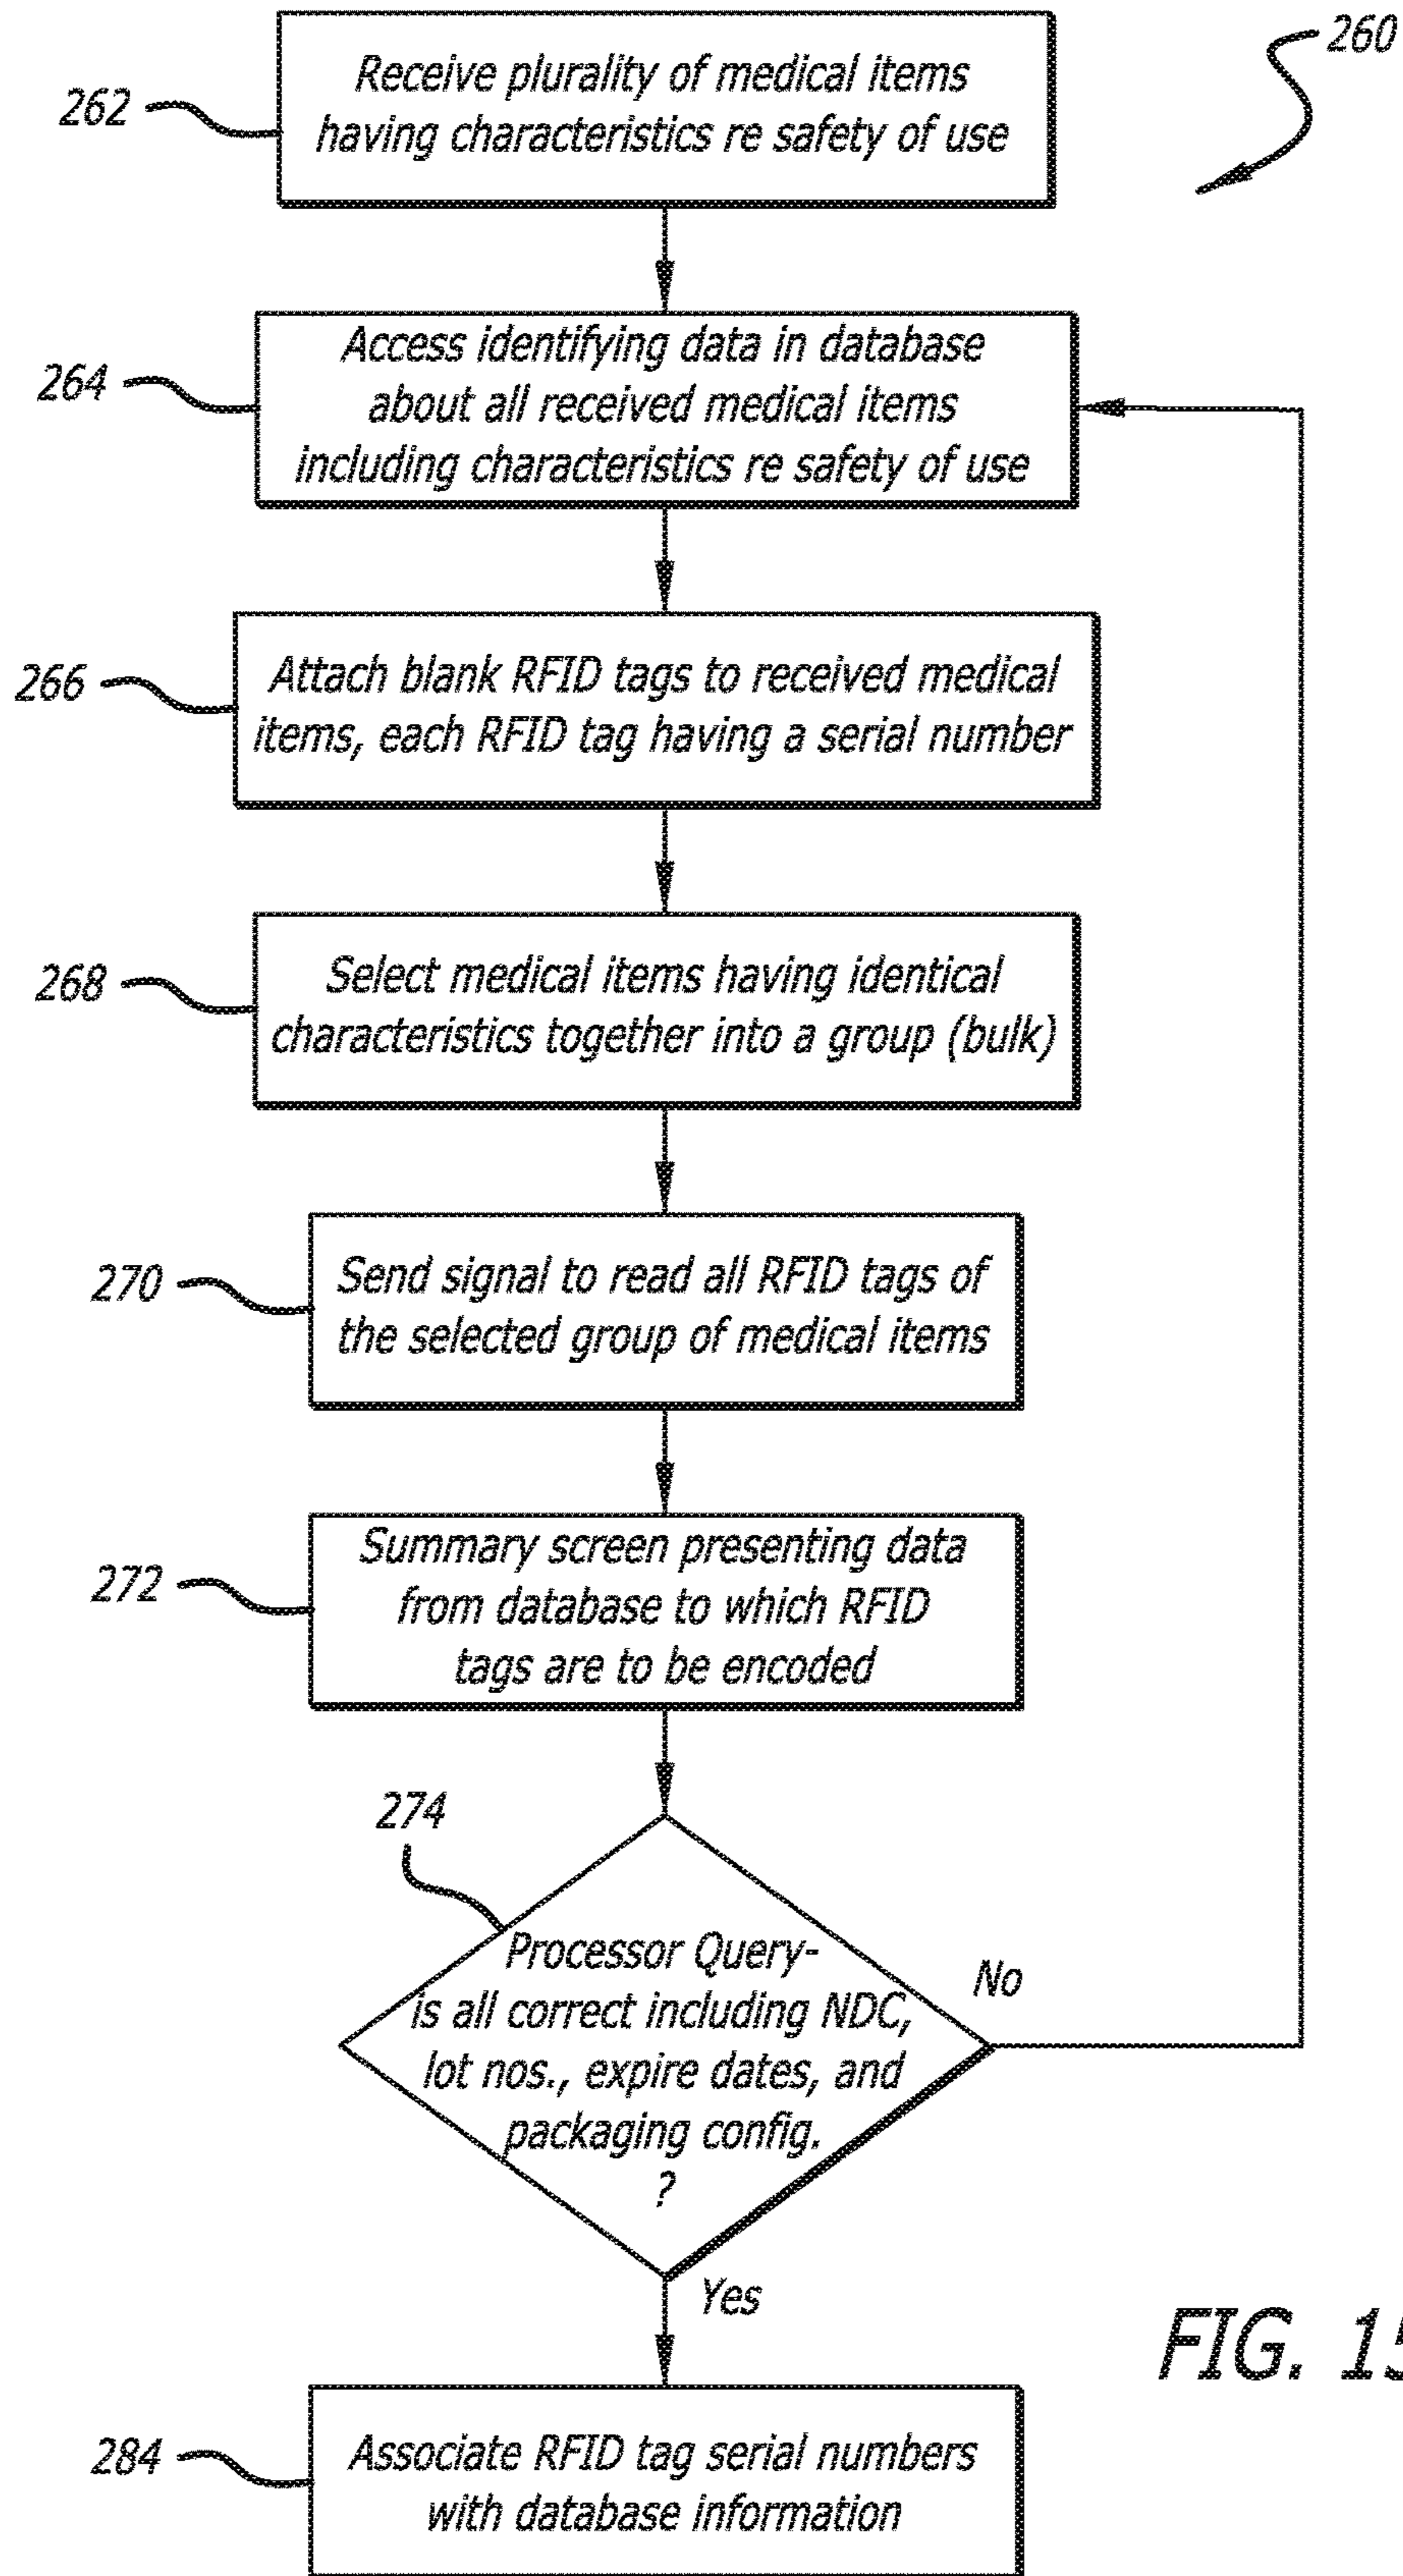 260
262
Receive plurality of medical items
having characteristics re safety of use
264
Access identifying data in database
about all received medical items
including characteristics re safety of use
266
Attach blank RFID tags to received medical
items, each RFID tag having a serial number
268
Select medical items having identical
characteristics together into a group (bulk)
270
Send signal to read all RFID tags of
the selected group of medical items
272
Summary screen presenting data
from database to which RFID
tags are to be encoded
274
Processor Query-
is all correct including NDC,
lot nos., expire dates, and
packaging config.
?
No
Yes
FIG. 15
284
Associate RFID tag serial numbers
with database information